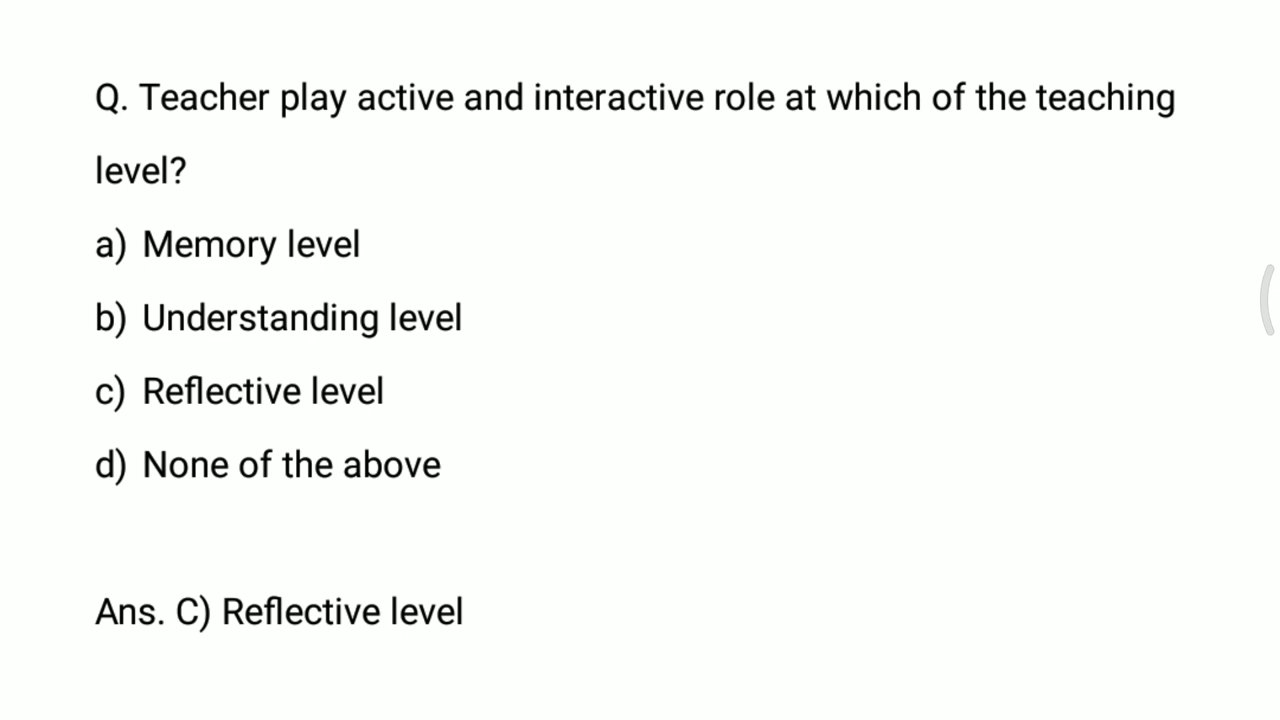 Q. Teacher play active and interactive role at which of the teaching
level?
a) Memory level
b) Understanding level
c) Reflective level
d) None of the above
Ans. C) Reflective level